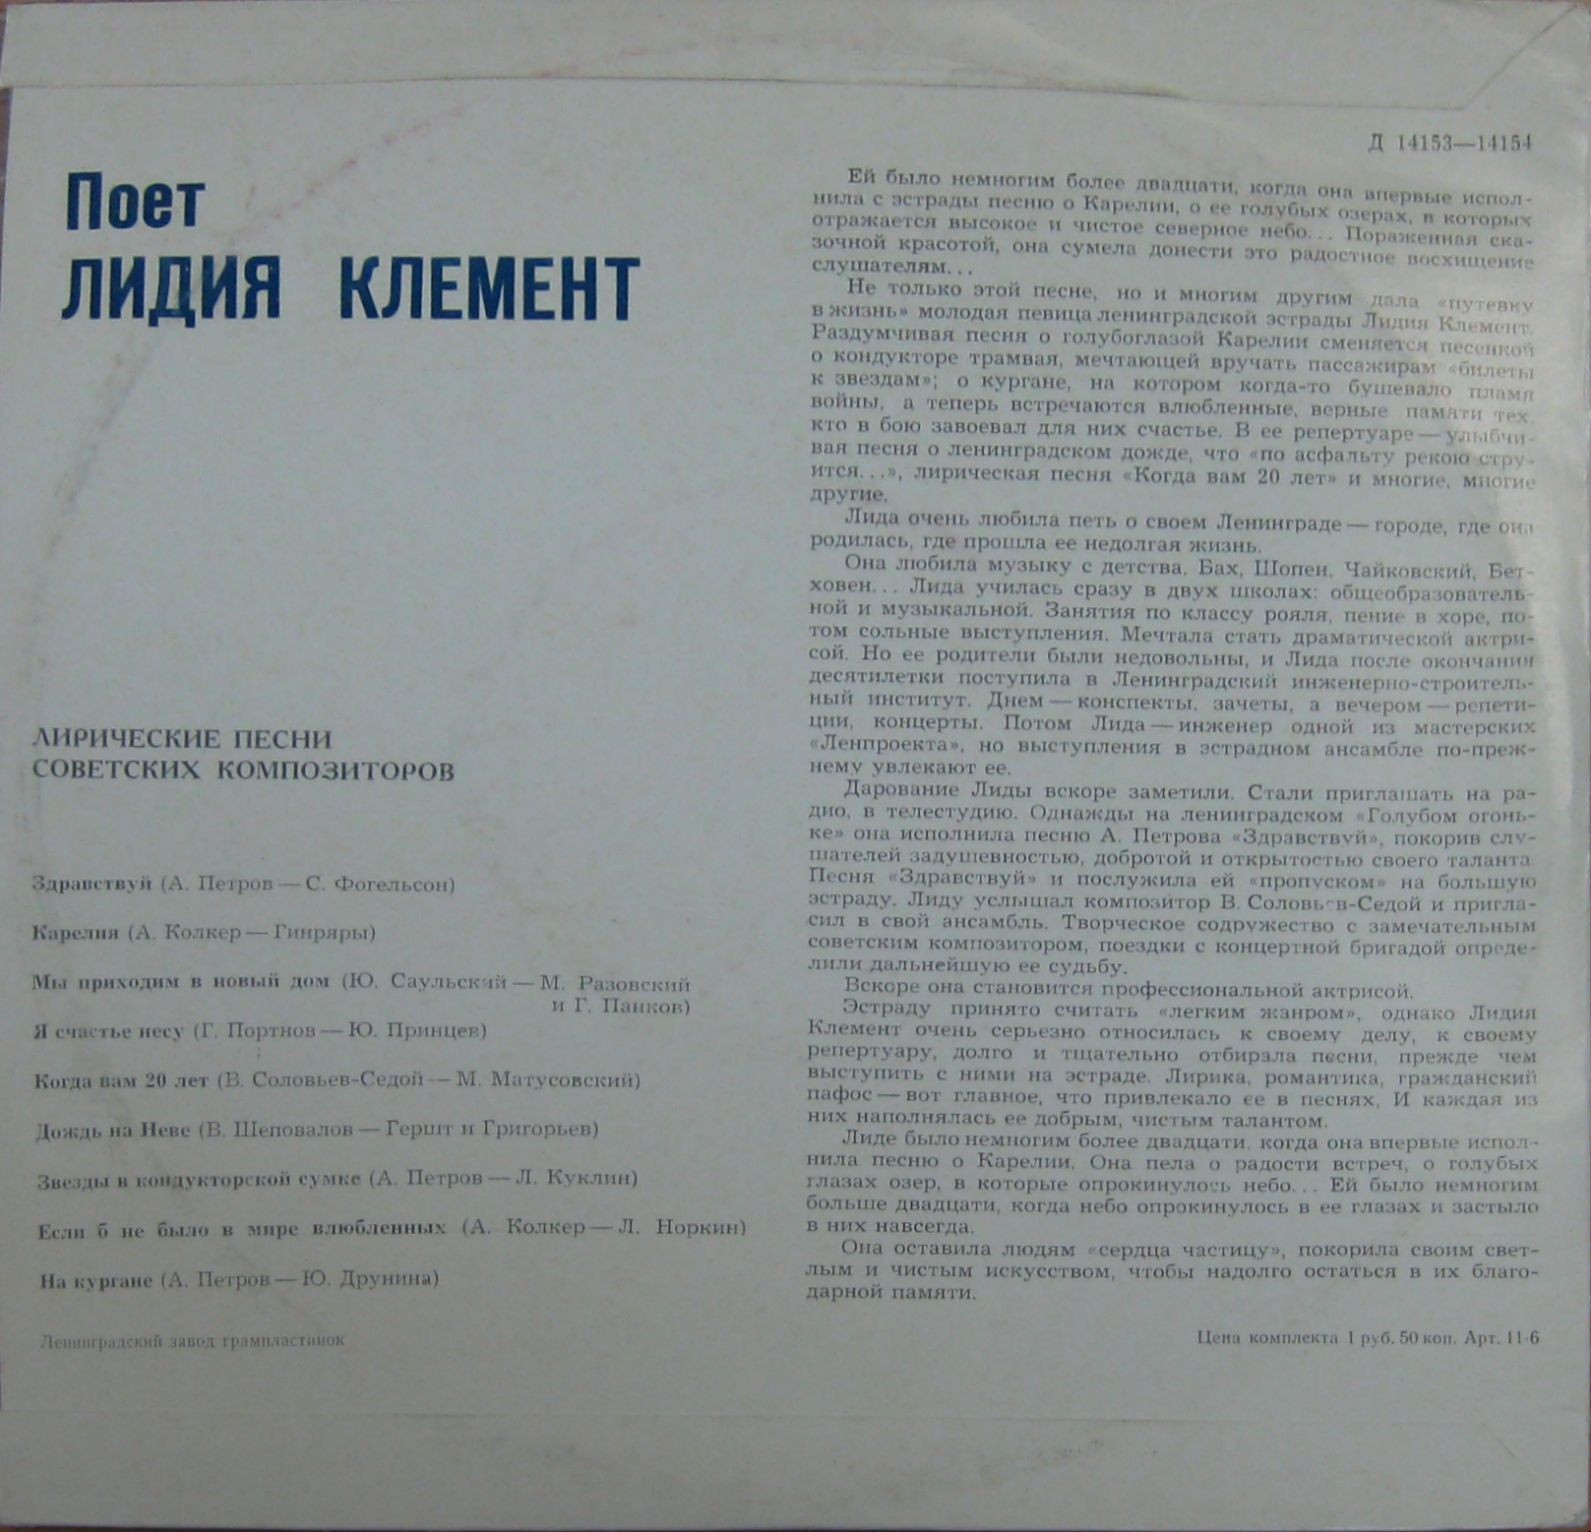 Д 14153—14154
Поет
ЛИДИЯ КЛЕМЕНТ
ЛИРИЧЕСКИЕ ПЕСНИ
СОВЕТСКИХ КОМПОЗИТОРОВ
Здравствуй (А. Петров — С. Фогельсон)
Карелия (А. Колкер — Гинряры)
Мы приходим в новый дом (Ю. Саульский — М. Разовский
и Г. Панков)
Я счастье несу (Г. Портнов — Ю. Принцев)
Когда вам 20 лет (В. Соловьев-Седой — М. Матусовский)
Дождь на Неве (В. Шеповалов — Гершт и Григорьев)
Звезды в кондукторской сумке (А. Петров — Л. Куклин)
Если б не было в мире влюбленных (А. Колкер — Л. Норкин)
На кургане (А. Петров — Ю. Друнина)
Ленинградский завод грампластинок
Ей было немногим более двадцати, когда она впервые испол-
нила с эстрады песню о Карелии, о ее голубых озерах, в которых
отражается высокое и чистое северное небо... Пораженная ска-
зочной красотой, она сумела донести это радостное восхищение
слушателям...
Не только этой песне, но и многим другим дала «путевку
в жизнь» молодая певица ленинградской эстрады Лидия Клемент.
Раздумчивая песня о голубоглазой Карелии сменяется песенкой
о кондукторе трамвая, мечтающей вручать пассажирам «билеты
к звездам»; о кургане, на котором когда-то бушевало пламя
войны, а теперь встречаются влюбленные, верные памяти тех,
кто в бою завоевал для них счастье. В ее репертуаре — улыбчи-
вая песня о ленинградском дожде, что «по асфальту рекою стру-
ится...», лирическая песня «Когда вам 20 лет» и многие, многие
другие.
Лида очень любила петь о своем Ленинграде — городе, где она
родилась, где прошла ее недолгая жизнь.
Она любила музыку с детства. Бах, Шопен, Чайковский, Бет-
ховен... Лида училась сразу в двух школах: общеобразователь-
ной и музыкальной. Занятия по классу рояля, пение в хоре, по-
том сольные выступления. Мечтала стать драматической актри-
сой. Но ее родители были недовольны, и Лида после окончания
десятилетки поступила в Ленинградский инженерно-строитель-
ный институт. Днем — конспекты, зачеты, а вечером — репети-
ции, концерты. Потом Лида — инженер одной из мастерских
«Ленпроекта», но выступления в эстрадном ансамбле по-преж-
нему увлекают ее.
Дарование Лиды вскоре заметили. Стали приглашать на ра-
дио, в телестудию. Однажды на ленинградском «Голубом огонь-
ке» она исполнила песню А. Петрова «Здравствуй», покорив слу-
шателей задушевностью, добротой и открытостью своего таланта.
Песня «Здравствуй» и послужила ей «пропуском» на большую
эстраду. Лиду услышал композитор В. Соловьев-Седой и пригла-
сил в свой ансамбль. Творческое содружество с замечательным
советским композитором, поездки с концертной бригадой опреде-
лили дальнейшую ее судьбу.
Вскоре она становится профессиональной актрисой.
Эстраду принято считать «легким жанром», однако Лидия
Клемент очень серьезно относилась к своему делу, к своему
репертуару, долго и тщательно отбирала песни, прежде чем
выступить с ними на эстраде. Лирика, романтика, гражданский
пафос — вот главное, что привлекало ее в песнях. И каждая из
них наполнялась ее добрым, чистым талантом.
Лиде было немногим более двадцати, когда она впервые испол-
нила песню о Карелии. Она пела о радости встреч, о голубых
глазах озер, в которые опрокинулось небо... Ей было немногим
больше двадцати, когда небо опрокинулось в ее глазах и застыло
в них навсегда.
Она оставила людям «сердца частицу», покорила своим свет-
лым и чистым искусством, чтобы надолго остаться в их благо-
дарной памяти.
Цена комплекта 1 руб. 50 коп. Арт. 11-6